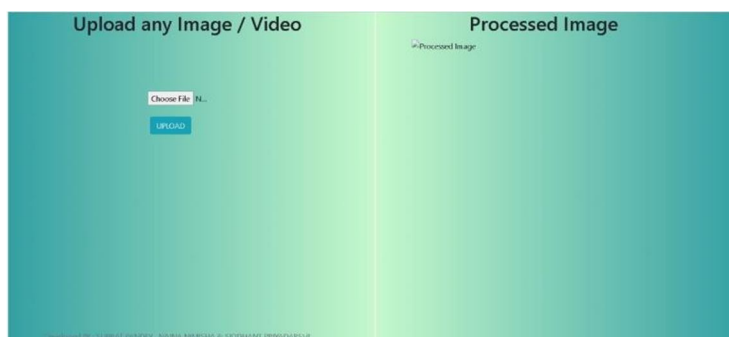 Upload any Image / Video
Choose File N...
UPLOAD
Processed Image
Processed Image